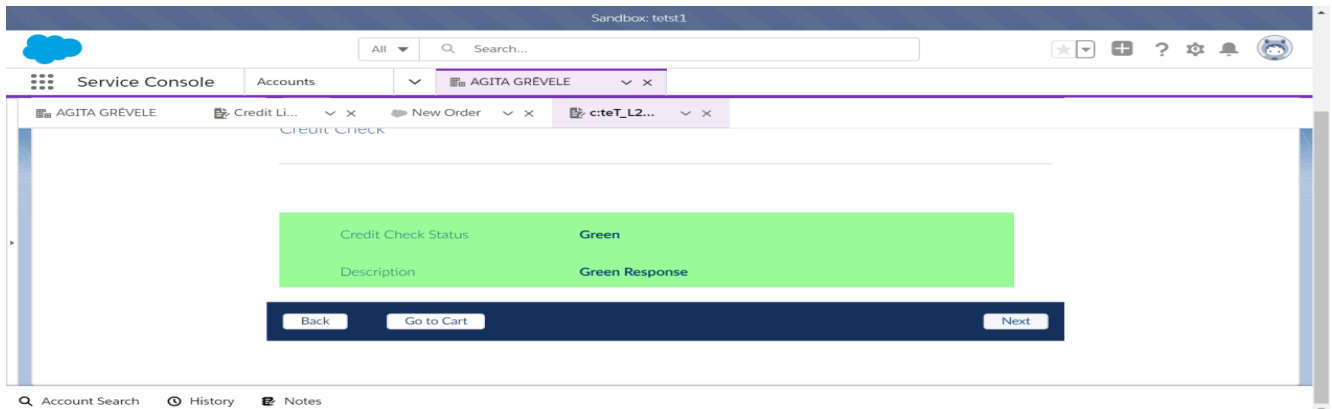 Sandbox: tetst1
All Search...
Service Console Accounts AGITA GRĒVELE
AGITA GRĒVELE Credit Li... New Order c:teT_L2...
Credit Check
Credit Check Status Green
Description Green Response
Back Go to Cart Next
Account Search History Notes